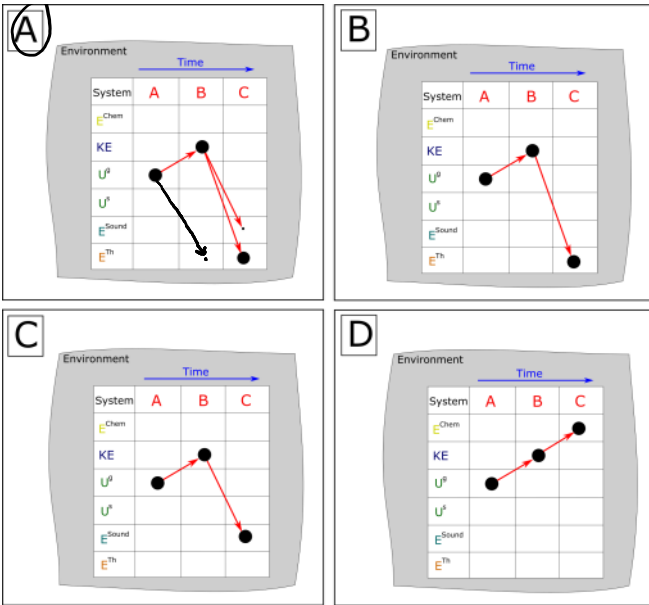 A
Environment
Time
System A B C
E^Chem
KE
U^g
U^s
E^Sound
E^Th
B
Environment
Time
System A B C
E^Chem
KE
U^g
U^s
E^Sound
E^Th
C
Environment
Time
System A B C
E^Chem
KE
U^g
U^s
E^Sound
E^Th
D
Environment
Time
System A B C
E^Chem
KE
U^g
U^s
E^Sound
E^Th